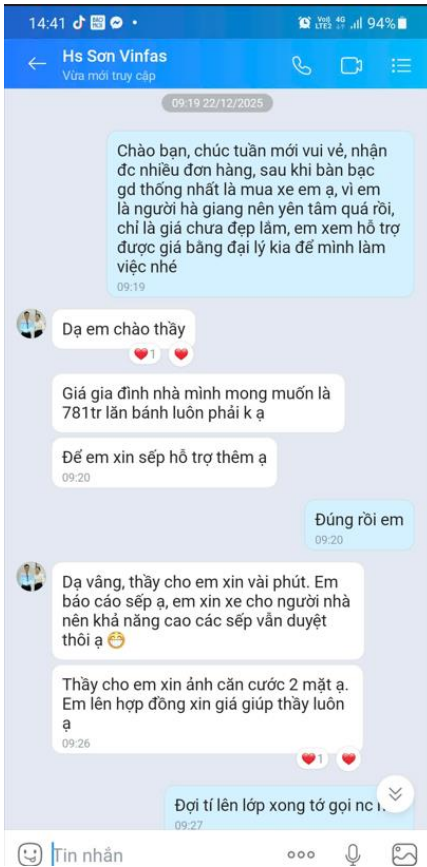 14:41
94%
Hs Sơn Vinfas
Vừa mới truy cập
09:19 22/12/2025
Chào bạn, chúc tuần mới vui vẻ, nhận
đc nhiều đơn hàng, sau khi bàn bạc
gd thống nhất là mua xe em ạ, vì em
là người hà giang nên yên tâm quá rồi,
chỉ là giá chưa đẹp lắm, em xem hỗ trợ
được giá bằng đại lý kia để mình làm
việc nhé
09:19
Dạ em chào thầy
1
Giá gia đình nhà mình mong muốn là
781tr lăn bánh luôn phải k ạ
Để em xin sếp hỗ trợ thêm ạ
09:20
Đúng rồi em
09:20
Dạ vâng, thầy cho em xin vài phút. Em
báo cáo sếp ạ, em xin xe cho người nhà
nên khả năng cao các sếp vẫn duyệt
thôi ạ
Thầy cho em xin ảnh căn cước 2 mặt ạ.
Em lên hợp đồng xin giá giúp thầy luôn
ạ
09:26
1
Đợi tí lên lớp xong tớ gọi nc
09:27
Tin nhắn